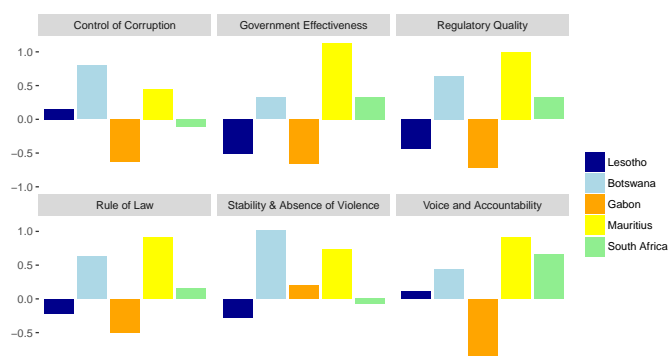 Control of Corruption
Government Effectiveness
Regulatory Quality
1.0
0.5
0.0
−0.5
−1.0
Rule of Law
Stability & Absence of Violence
Voice and Accountability
1.0
0.5
0.0
−0.5
Lesotho
Botswana
Gabon
Mauritius
South Africa